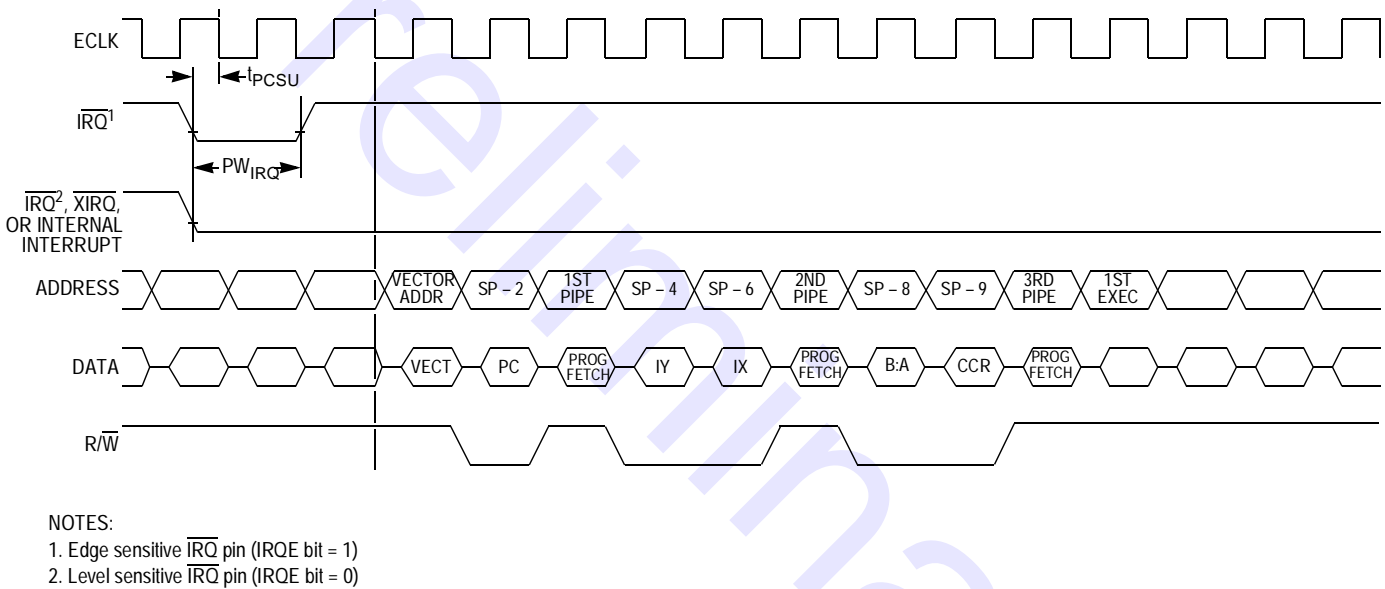 ECLK
tPCSU
IRQ1
PWIRQ
IRQ2, XIRQ,
OR INTERNAL
INTERRUPT
ADDRESS
VECTOR
ADDR
SP – 2
1ST
PIPE
SP – 4
SP – 6
2ND
PIPE
SP – 8
SP – 9
3RD
PIPE
1ST
EXEC
DATA
VECT
PC
PROG
FETCH
IY
IX
PROG
FETCH
B:A
CCR
PROG
FETCH
R/W
NOTES:
1. Edge sensitive IRQ pin (IRQE bit = 1)
2. Level sensitive IRQ pin (IRQE bit = 0)
relimina